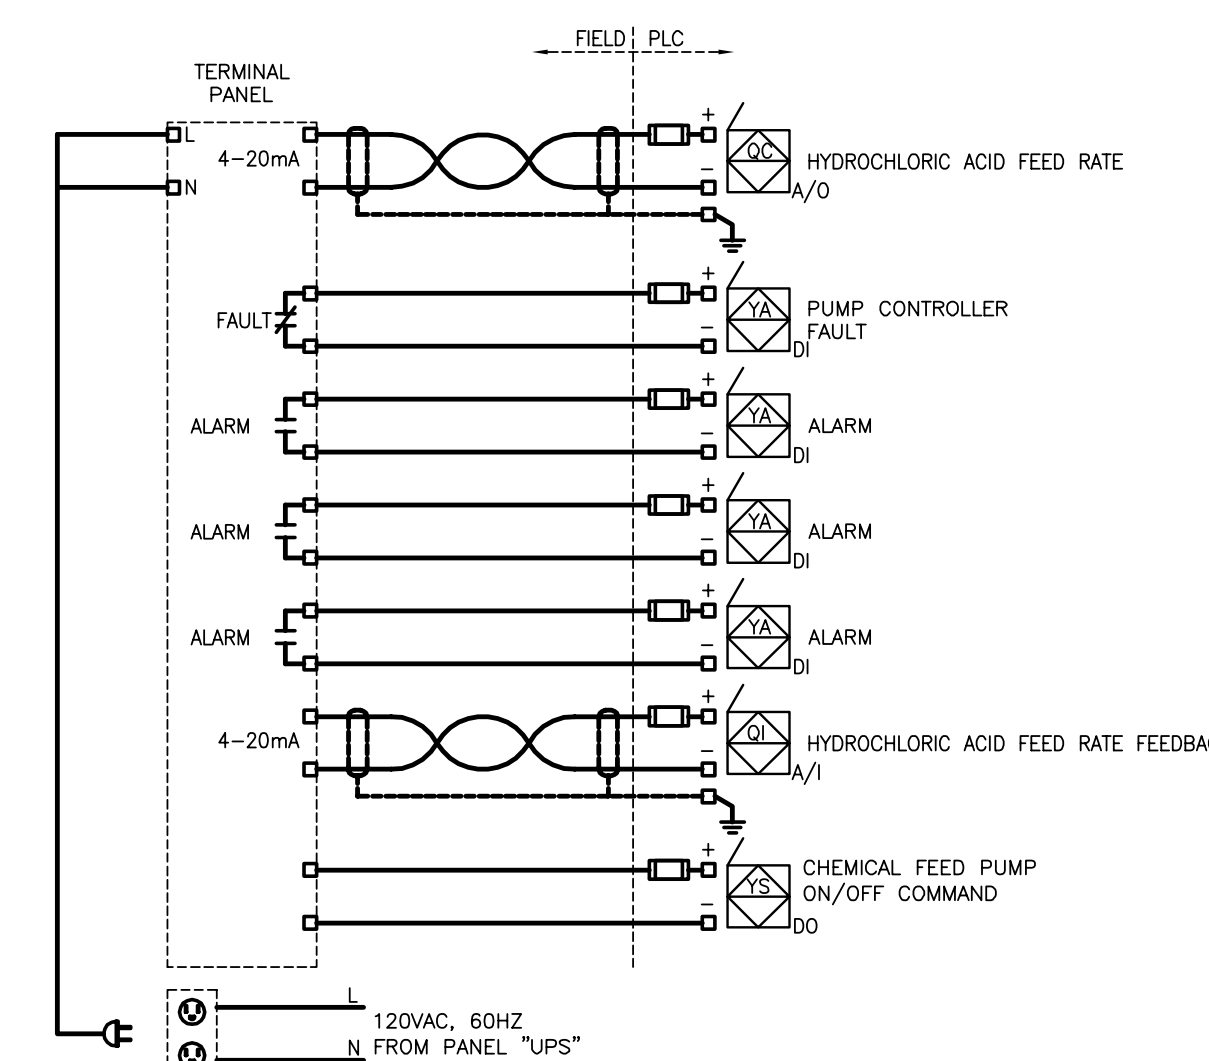 FIELD PLC
TERMINAL
PANEL
L
4-20mA
N
+
QC
HYDROCHLORIC ACID FEED RATE
−
A/O
FAULT
+
YA
PUMP CONTROLLER
FAULT
−
DI
ALARM
+
YA
ALARM
−
DI
ALARM
+
YA
ALARM
−
DI
ALARM
+
YA
ALARM
−
DI
4-20mA
+
QI
HYDROCHLORIC ACID FEED RATE FEEDBA
−
A/I
+
YS
CHEMICAL FEED PUMP
ON/OFF COMMAND
−
DO
L
120VAC, 60HZ
N FROM PANEL "UPS"